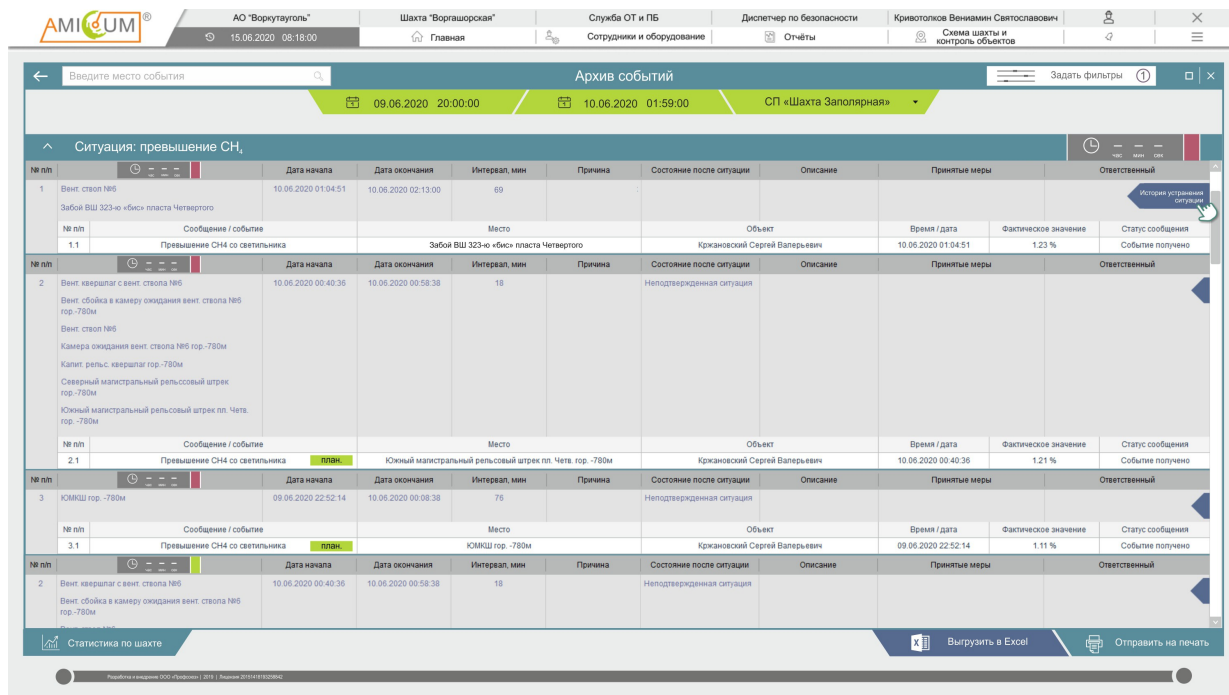 AMICUM®
АО "Воркутауголь" Шахта "Воргашорская" Служба ОТ и ПБ Диспетчер по безопасности Кривотолков Вениамин Святославович
15.06.2020 08:18:00 Главная Сотрудники и оборудование Отчёты Схема шахты и контроль объектов
Введите место события Архив событий Задать фильтры 1
09.06.2020 20:00:00 10.06.2020 01:59:00 СП «Шахта Заполярная»
Ситуация: превышение CH4 час мин сек
№ п/п Дата начала Дата окончания Интервал, мин Причина Состояние после ситуации Описание Принятые меры Ответственный
1 Вент. ствол №6 10.06.2020 01:04:51 10.06.2020 02:13:00 69 История устранения ситуации
Забой ВШ 323-ю «бис» пласта Четвертого
№ п/п Сообщение / событие Место Объект Время / дата Фактическое значение Статус сообщения
1.1 Превышение CH4 со светильника Забой ВШ 323-ю «бис» пласта Четвертого Кржановский Сергей Валерьевич 10.06.2020 01:04:51 1.23 % Событие получено
№ п/п Дата начала Дата окончания Интервал, мин Причина Состояние после ситуации Описание Принятые меры Ответственный
2 Вент. квершлаг с вент. ствола №6 10.06.2020 00:40:36 10.06.2020 00:58:38 18 Неподтвержденная ситуация
Вент. сбойка в камеру ожидания вент. ствола №6
гор.-780м
Вент. ствол №6
Камера ожидания вент. ствола №6 гор.-780м
Капит. рельс. квершлаг гор.-780м
Северный магистральный рельссовый штрек
гор.-780м
Южный магистральный рельсовый штрек пл. Четв.
гор. -780м
№ п/п Сообщение / событие Место Объект Время / дата Фактическое значение Статус сообщения
2.1 Превышение CH4 со светильника план. Южный магистральный рельсовый штрек пл. Четв. гор. -780м Кржановский Сергей Валерьевич 10.06.2020 00:40:36 1.21 % Событие получено
№ п/п Дата начала Дата окончания Интервал, мин Причина Состояние после ситуации Описание Принятые меры Ответственный
3 ЮМКШ гор. -780м 09.06.2020 22:52:14 10.06.2020 00:08:38 76 Неподтвержденная ситуация
№ п/п Сообщение / событие Место Объект Время / дата Фактическое значение Статус сообщения
3.1 Превышение CH4 со светильника план. ЮМКШ гор. -780м Кржановский Сергей Валерьевич 09.06.2020 22:52:14 1.11 % Событие получено
№ п/п Дата начала Дата окончания Интервал, мин Причина Состояние после ситуации Описание Принятые меры Ответственный
2 Вент. квершлаг с вент. ствола №6 10.06.2020 00:40:36 10.06.2020 00:58:38 18 Неподтвержденная ситуация
Вент. сбойка в камеру ожидания вент. ствола №6
гор.-780м
Статистика по шахте Выгрузить в Excel Отправить на печать
Разработка и внедрение ООО «Профсоюз» | 2019 |